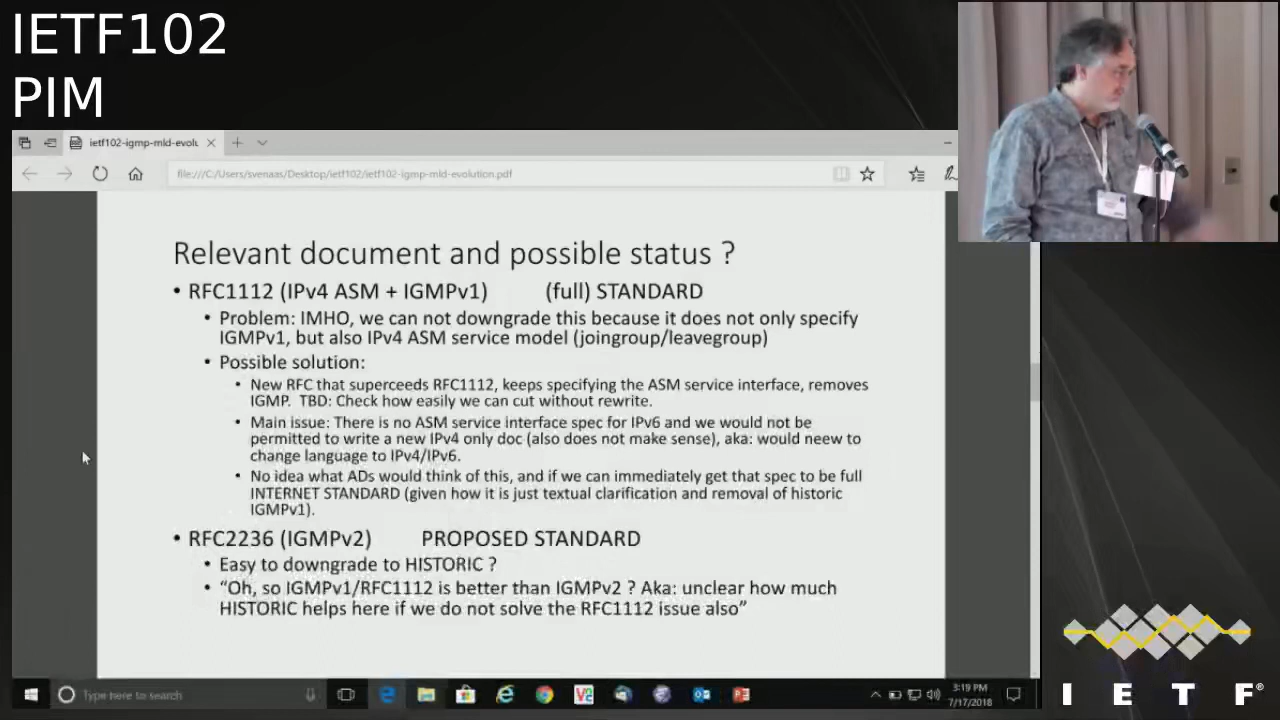 IETF102
PIM
ietf102-igmp-mld-evolu
file:///C:/Users/svenaas/Desktop/ietf102/ietf102-igmp-mld-evolution.pdf
Relevant document and possible status ?
• RFC1112 (IPv4 ASM + IGMPv1) (full) STANDARD
• Problem: IMHO, we can not downgrade this because it does not only specify
IGMPv1, but also IPv4 ASM service model (joingroup/leavegroup)
• Possible solution:
• New RFC that superceeds RFC1112, keeps specifying the ASM service interface, removes
IGMP. TBD: Check how easily we can cut without rewrite.
• Main issue: There is no ASM service interface spec for IPv6 and we would not be
permitted to write a new IPv4 only doc (also does not make sense), aka: would neew to
change language to IPv4/IPv6.
• No idea what ADs would think of this, and if we can immediately get that spec to be full
INTERNET STANDARD (given how it is just textual clarification and removal of historic
IGMPv1).
• RFC2236 (IGMPv2) PROPOSED STANDARD
• Easy to downgrade to HISTORIC ?
• “Oh, so IGMPv1/RFC1112 is better than IGMPv2 ? Aka: unclear how much
HISTORIC helps here if we do not solve the RFC1112 issue also”
Type here to search
3:19 PM
7/17/2018
I E T F®